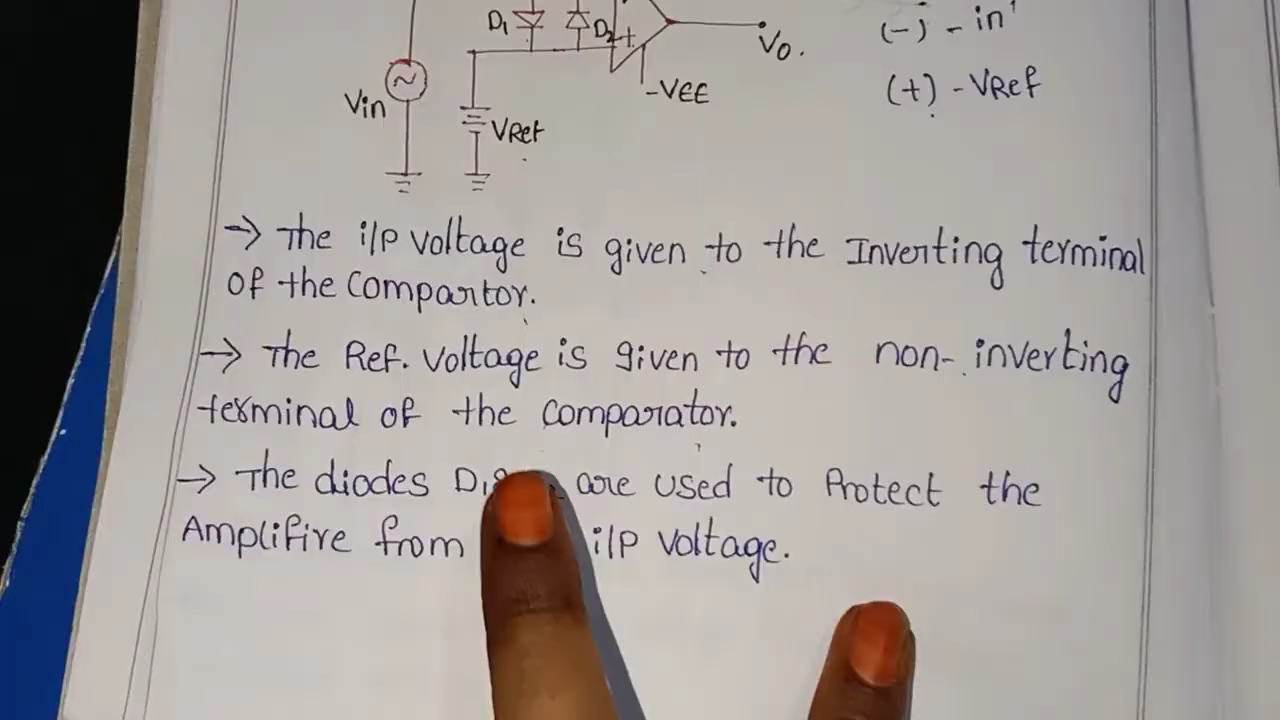 D1 D2 +
Vo.
(-) - in'
-VEE
(+) - VRef
Vin
VRef
→ The i/p voltage is given to the Inverting terminal
of the Compartor.
→ The Ref. Voltage is given to the non-inverting
terminal of the comparator.
→ The diodes D1& are used to Protect the
Amplifire from i/p voltage.